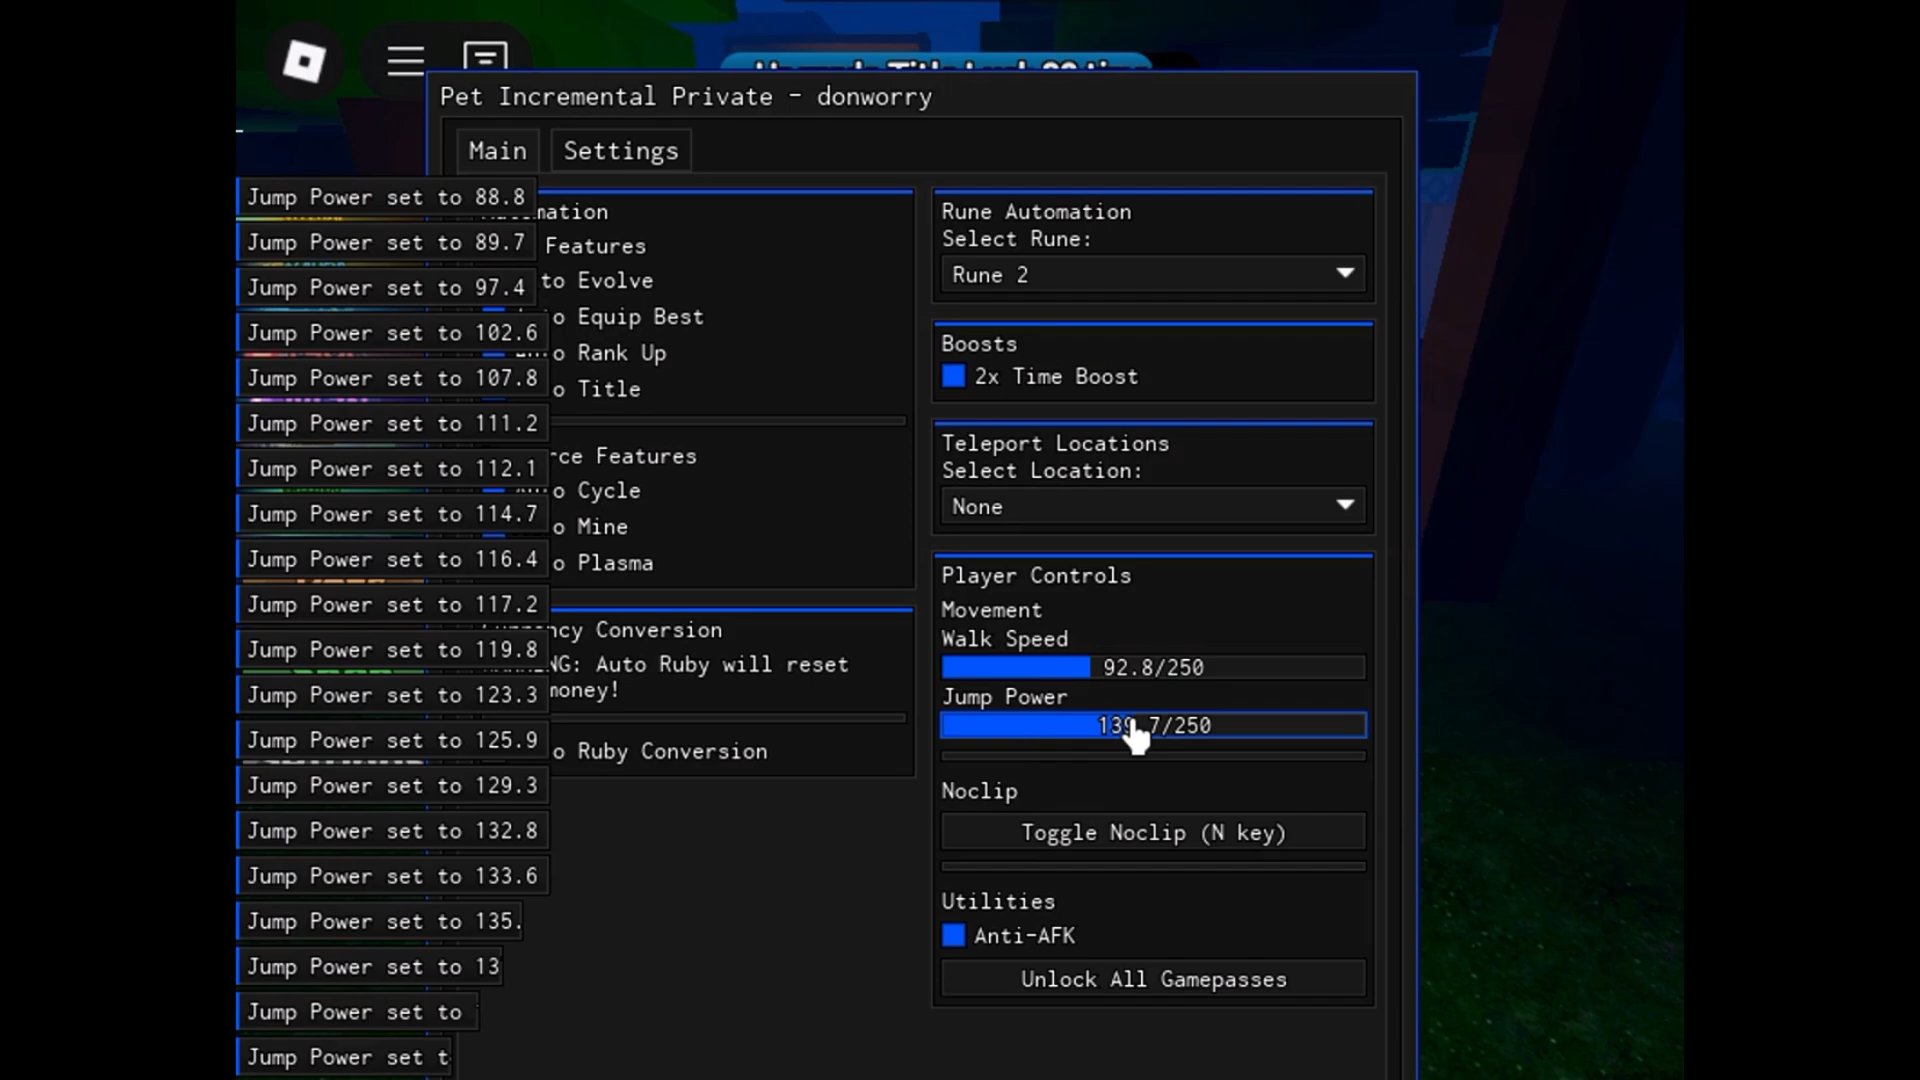 Pet Incremental Private - donworry
Main
Settings
Jump Power set to 88.8
Jump Power set to 89.7
Jump Power set to 97.4
Jump Power set to 102.6
Jump Power set to 107.8
Jump Power set to 111.2
Jump Power set to 112.1
Jump Power set to 114.7
Jump Power set to 116.4
Jump Power set to 117.2
Jump Power set to 119.8
Jump Power set to 123.3
Jump Power set to 125.9
Jump Power set to 129.3
Jump Power set to 132.8
Jump Power set to 133.6
Jump Power set to 135.
Jump Power set to 13
Jump Power set to
Jump Power set t
mation
Features
to Evolve
o Equip Best
o Rank Up
o Title
rce Features
o Cycle
o Mine
o Plasma
ncy Conversion
NG: Auto Ruby will reset
money!
o Ruby Conversion
Rune Automation
Select Rune:
Rune 2
Boosts
2x Time Boost
Teleport Locations
Select Location:
None
Player Controls
Movement
Walk Speed
92.8/250
Jump Power
139.7/250
Noclip
Toggle Noclip (N key)
Utilities
Anti-AFK
Unlock All Gamepasses